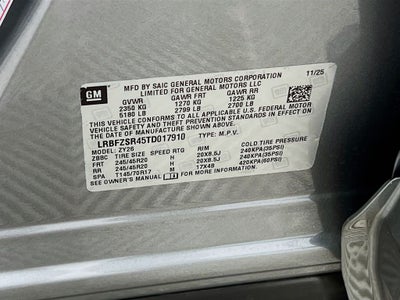 GM
MFD BY SAIC GENERAL MOTORS CORPORATION 11/25
LIMITED FOR GENERAL MOTORS LLC
GVWR GAWR FRT GAWR RR
2350 KG 1270 KG 1225 KG
5180 LB 2799 LB 2700 LB
THIS VEHICLE CONFORMS TO ALL APPLICABLE U.S. FEDERAL MOTOR
VEHICLE SAFETY, BUMPER, AND THEFT PREVENTION STANDARDS IN
EFFECT ON THE DATE OF MANUFACTURE SHOWN ABOVE.
LRBFZSR45TD017910 TYPE: M.P.V.
MODEL: ZY26
ZBBC TIRE SIZE SPEED RTG RIM COLD TIRE PRESSURE
FRT 245/45R20 20X8.5J 240KPA(35PSI)
RR 245/45R20 20X8.5J 240KPA(35PSI)
SPA T145/70R17 M 17X4B 420KPA(60PSI)
SEE OWNER'S MANUAL FOR MORE INFORMATION.